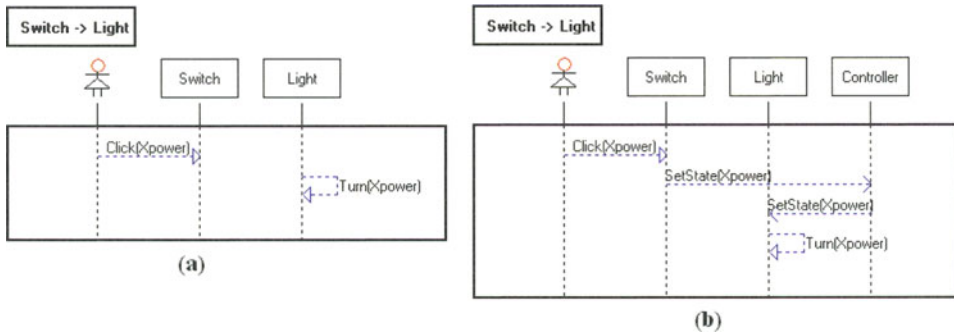 Switch -> Light
Switch
Light
Click(Xpower)
Turn(Xpower)
(a)
Switch -> Light
Switch
Light
Controller
Click(Xpower)
SetState(Xpower)
SetState(Xpower)
Turn(Xpower)
(b)